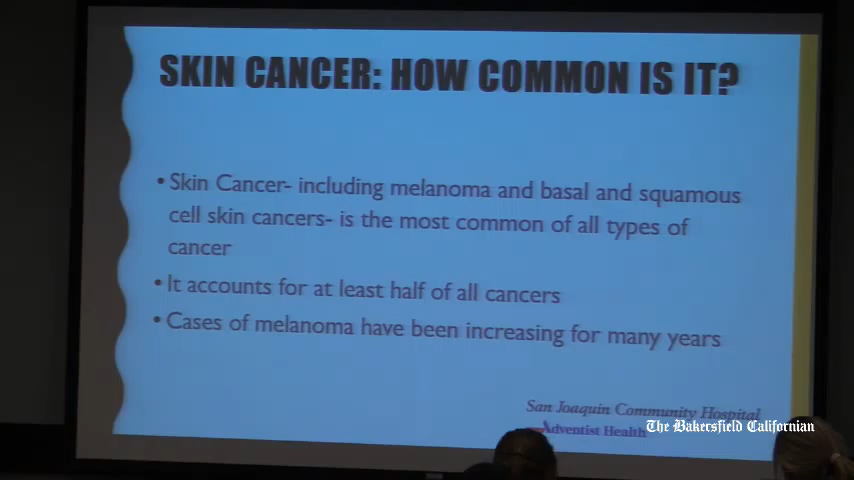 SKIN CANCER: HOW COMMON IS IT?
• Skin Cancer- including melanoma and basal and squamous
cell skin cancers- is the most common of all types of
cancer
• It accounts for at least half of all cancers
• Cases of melanoma have been increasing for many years
San Joaquin Community Hospital
Adventist Health
The Bakersfield Californian